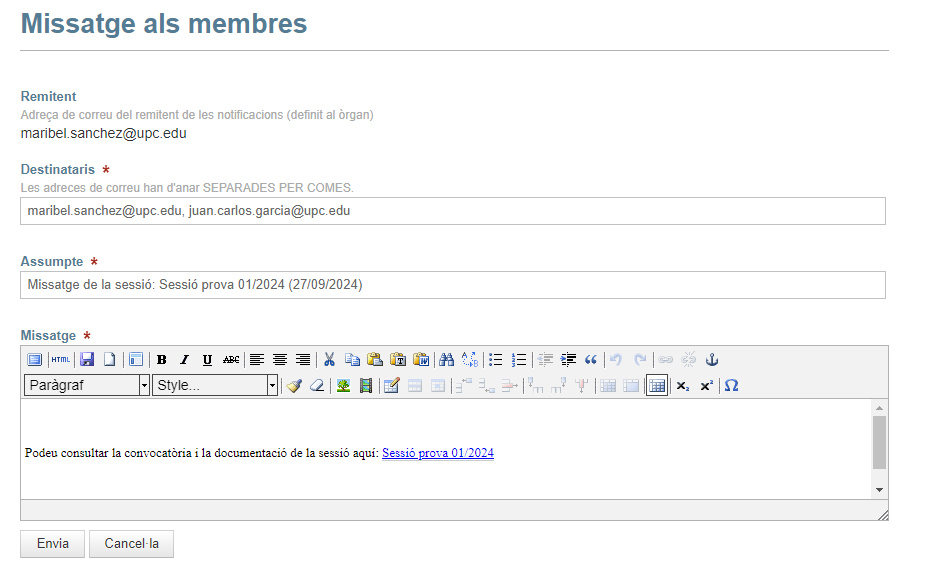 Missatge als membres
Remitent
Adreça de correu del remitent de les notificacions (definit al òrgan)
maribel.sanchez@upc.edu
Destinataris *
Les adreces de correu han d'anar SEPARADES PER COMES.
maribel.sanchez@upc.edu, juan.carlos.garcia@upc.edu
Assumpte *
Missatge de la sessió: Sessió prova 01/2024 (27/09/2024)
Missatge *
HTML B I U ABC
Paràgraf Style...
Podeu consultar la convocatòria i la documentació de la sessió aquí: Sessió prova 01/2024
Envia Cancel·la